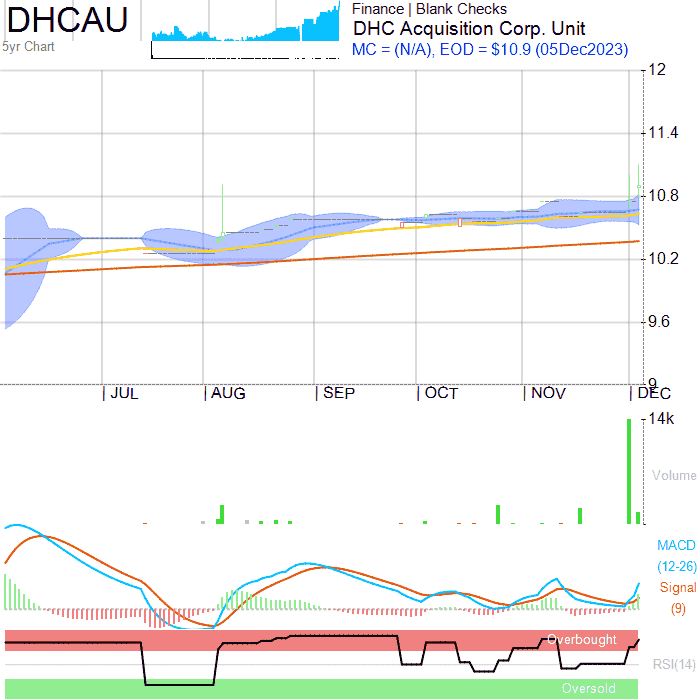 DHCAU
5yr Chart
Finance | Blank Checks
DHC Acquisition Corp. Unit
MC = (N/A), EOD = $10.9 (05Dec2023)
12
11.4
10.8
10.2
9.6
9
| JUL | AUG | SEP | OCT | NOV | DEC
14k
Volume
MACD
(12-26)
Signal
(9)
Overbought
RSI(14)
Oversold